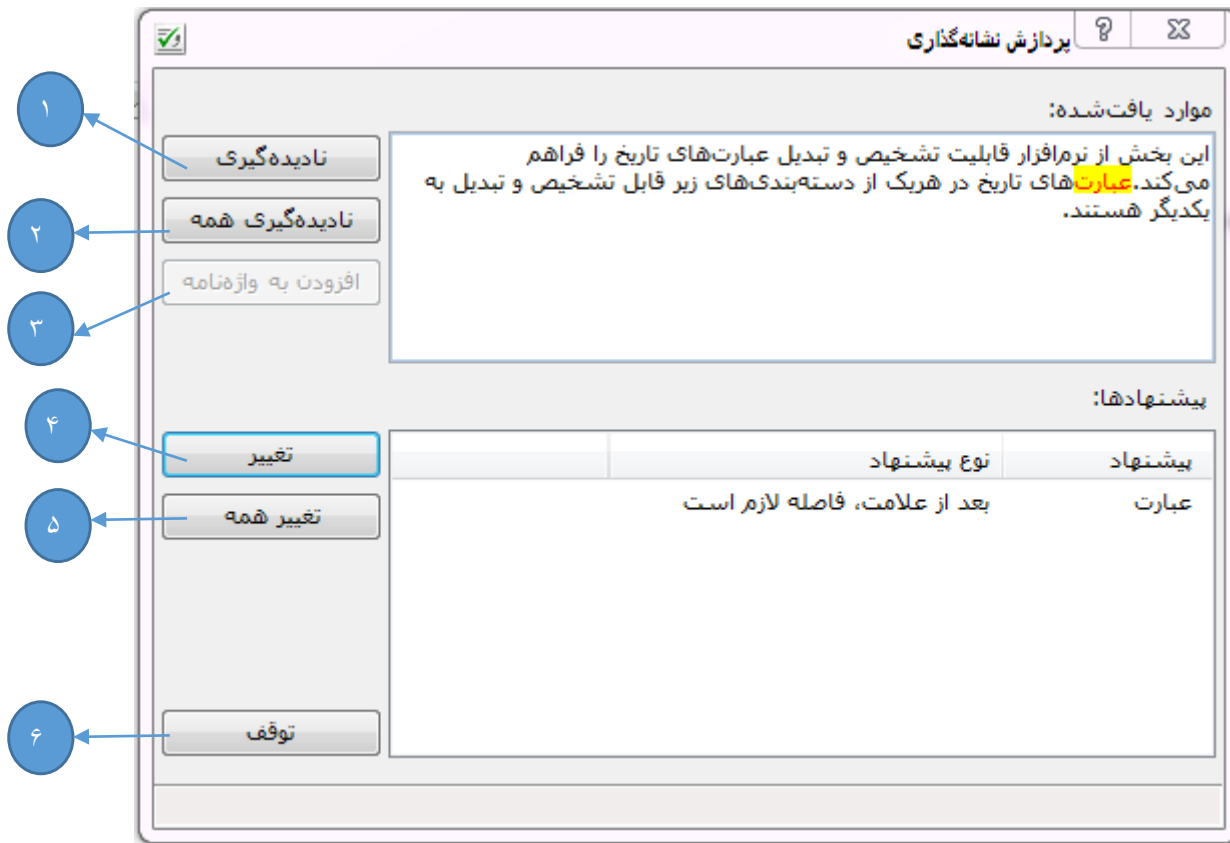 پردازش نشانه‌گذاری
موارد یافت‌شده:
این بخش از نرم‌افزار قابلیت تشخیص و تبدیل عبارت‌های تاریخ را فراهم
می‌کند.عبارت‌های تاریخ در هریک از دسته‌بندی‌های زیر قابل تشخیص و تبدیل به
یکدیگر هستند.
نادیده‌گیری
۱
نادیده‌گیری همه
۲
افزودن به واژه‌نامه
۳
پیشنهادها:
پیشنهاد نوع پیشنهاد
عبارت بعد از علامت، فاصله لازم است
تغییر
۴
تغییر همه
۵
توقف
۶